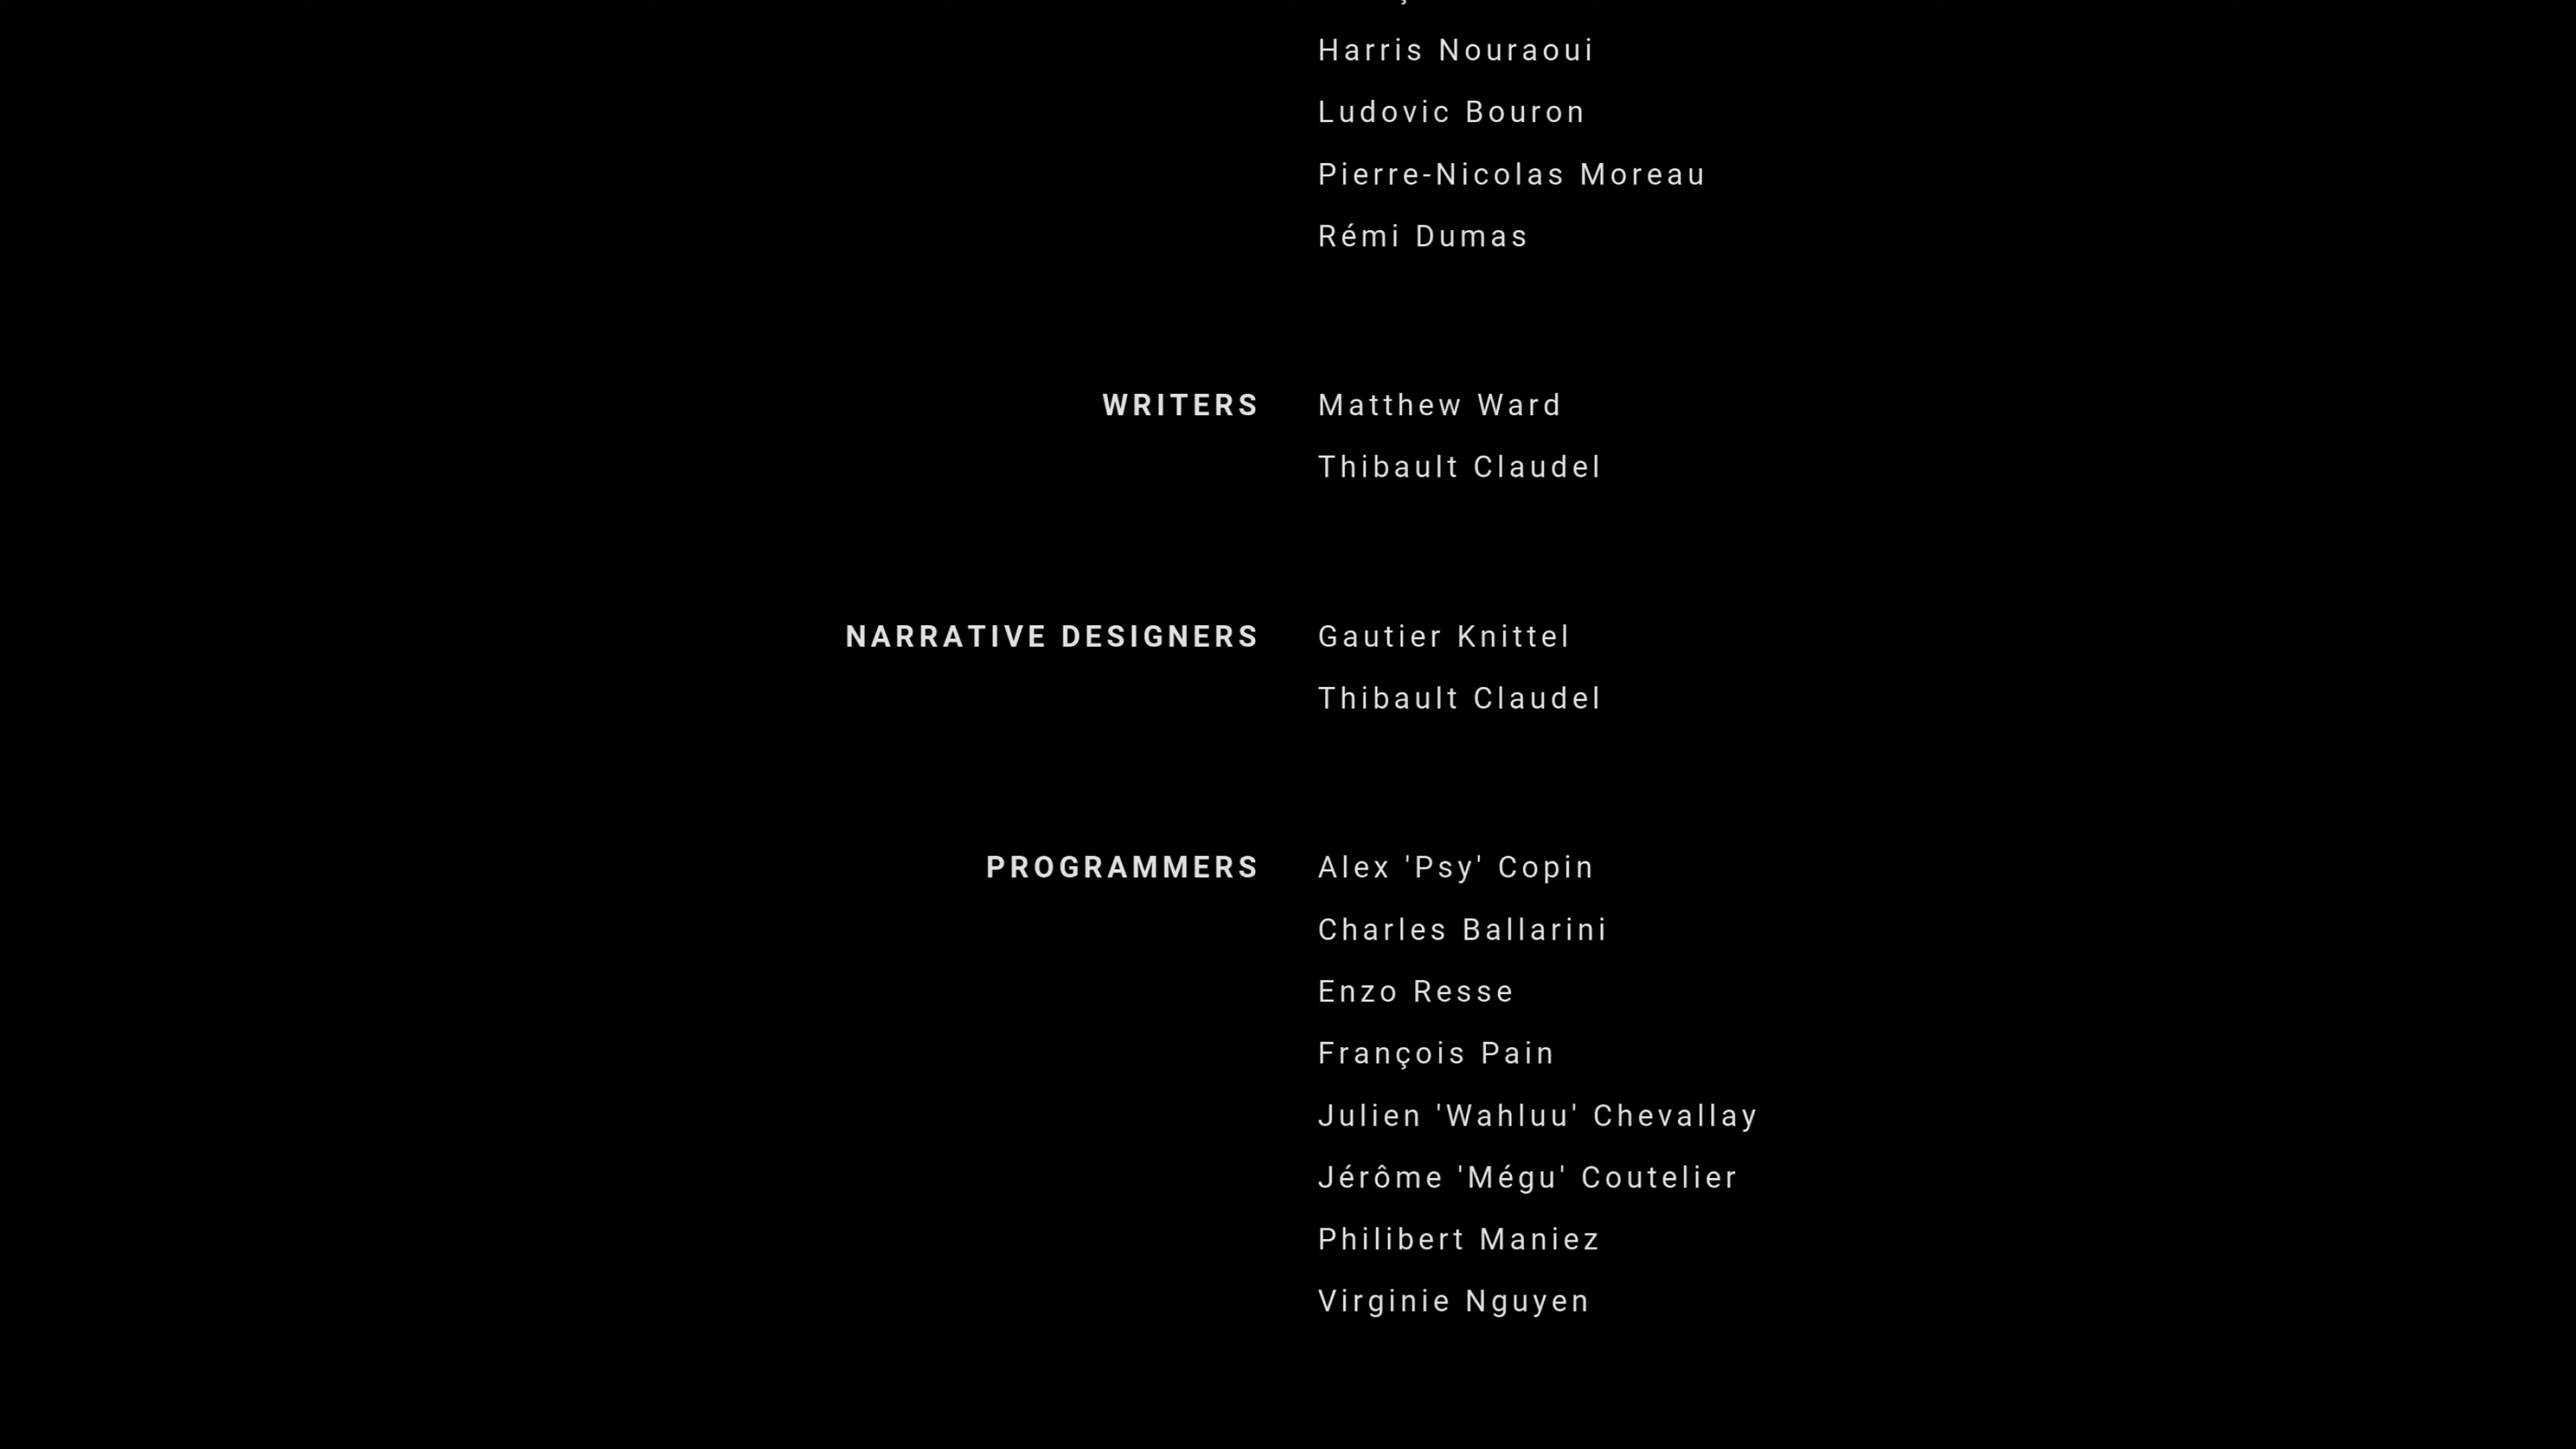 Harris Nouraoui
Ludovic Bouron
Pierre-Nicolas Moreau
Rémi Dumas
WRITERS Matthew Ward
Thibault Claudel
NARRATIVE DESIGNERS Gautier Knittel
Thibault Claudel
PROGRAMMERS Alex 'Psy' Copin
Charles Ballarini
Enzo Resse
François Pain
Julien 'Wahluu' Chevallay
Jérôme 'Mégu' Coutelier
Philibert Maniez
Virginie Nguyen